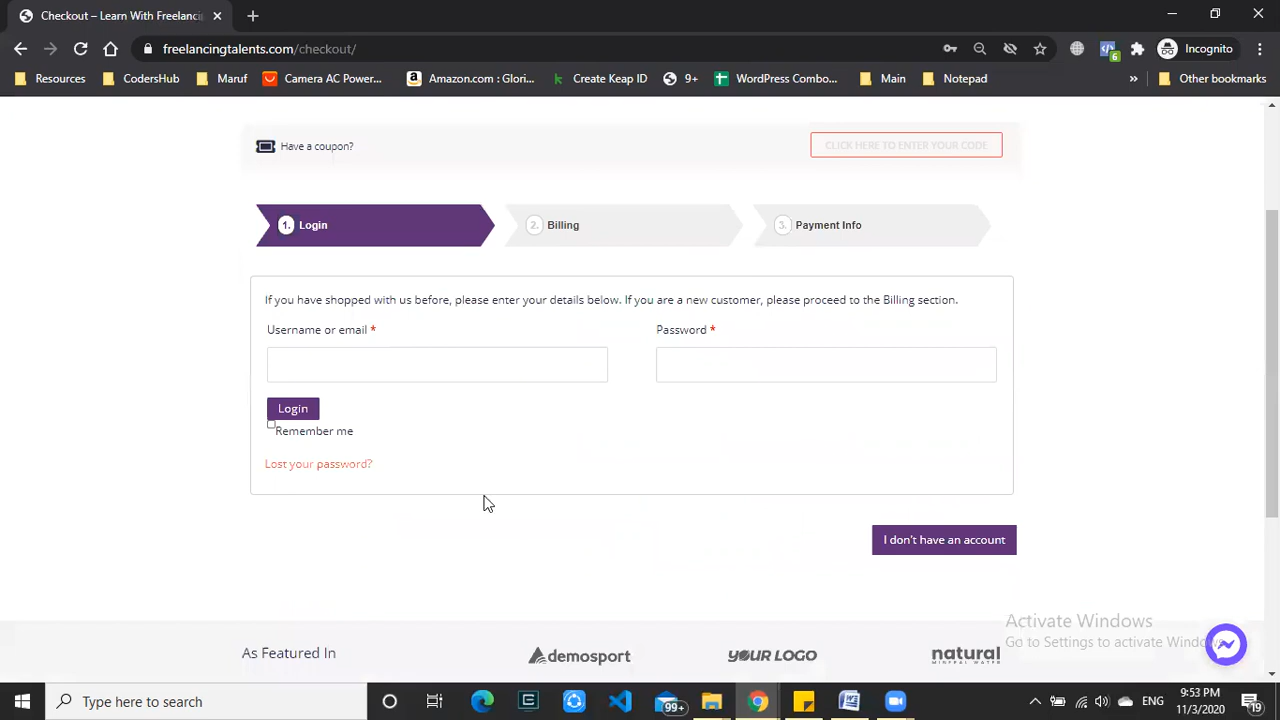 Checkout – Learn With Freelancin
freelancingtalents.com/checkout/
6
Incognito
Resources
CodersHub
Maruf
Camera AC Power...
Amazon.com : Glori...
Create Keap ID
9+
WordPress Combo...
Main
Notepad
»
Other bookmarks
Have a coupon?
CLICK HERE TO ENTER YOUR CODE
1. Login
2. Billing
3. Payment Info
If you have shopped with us before, please enter your details below. If you are a new customer, please proceed to the Billing section.
Username or email *
Password *
Login
Remember me
Lost your password?
I don't have an account
Activate Windows
Go to Settings to activate Windows.
As Featured In
demosport
YOUR LOGO
natural
MINERAL WATER
Type here to search
99+
ENG
9:53 PM
11/3/2020
19